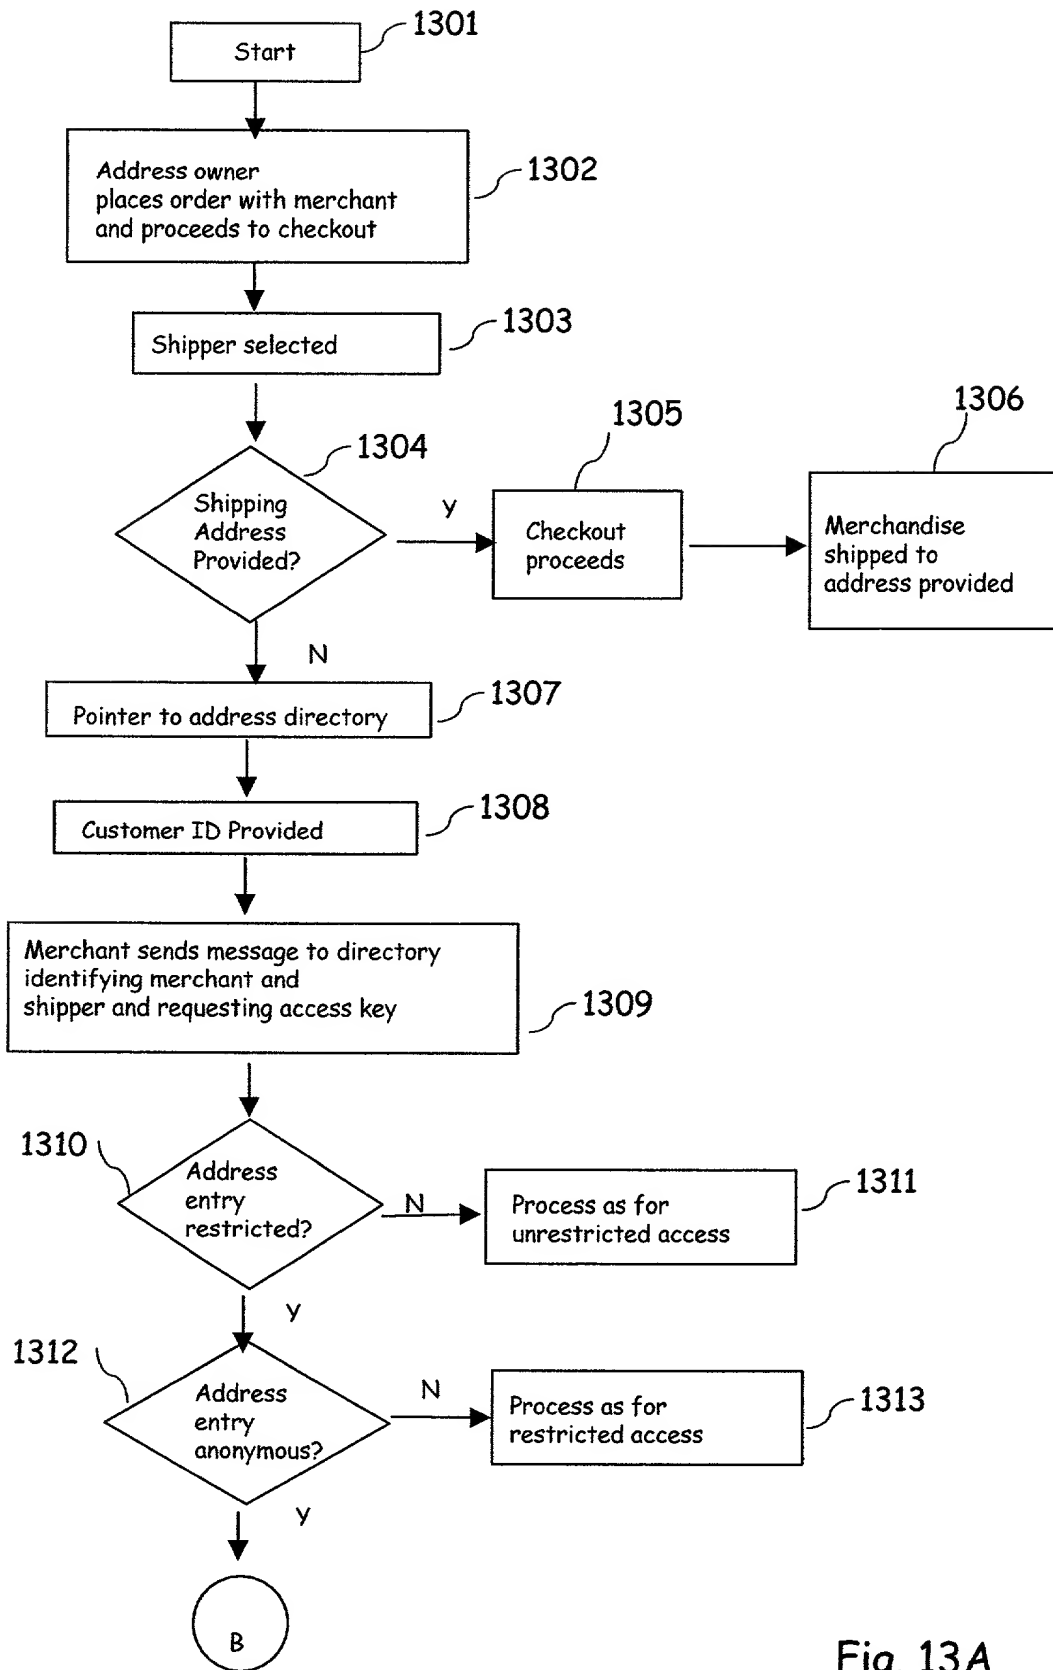 1301
Start
1302
Address owner
places order with merchant
and proceeds to checkout
1303
Shipper selected
1304
Shipping
Address
Provided?
Y
1305
Checkout
proceeds
1306
Merchandise
shipped to
address provided
N
1307
Pointer to address directory
1308
Customer ID Provided
Merchant sends message to directory
identifying merchant and
shipper and requesting access key
1309
1310
Address
entry
restricted?
N
1311
Process as for
unrestricted access
Y
1312
Address
entry
anonymous?
N
1313
Process as for
restricted access
Y
B
Fig. 13A